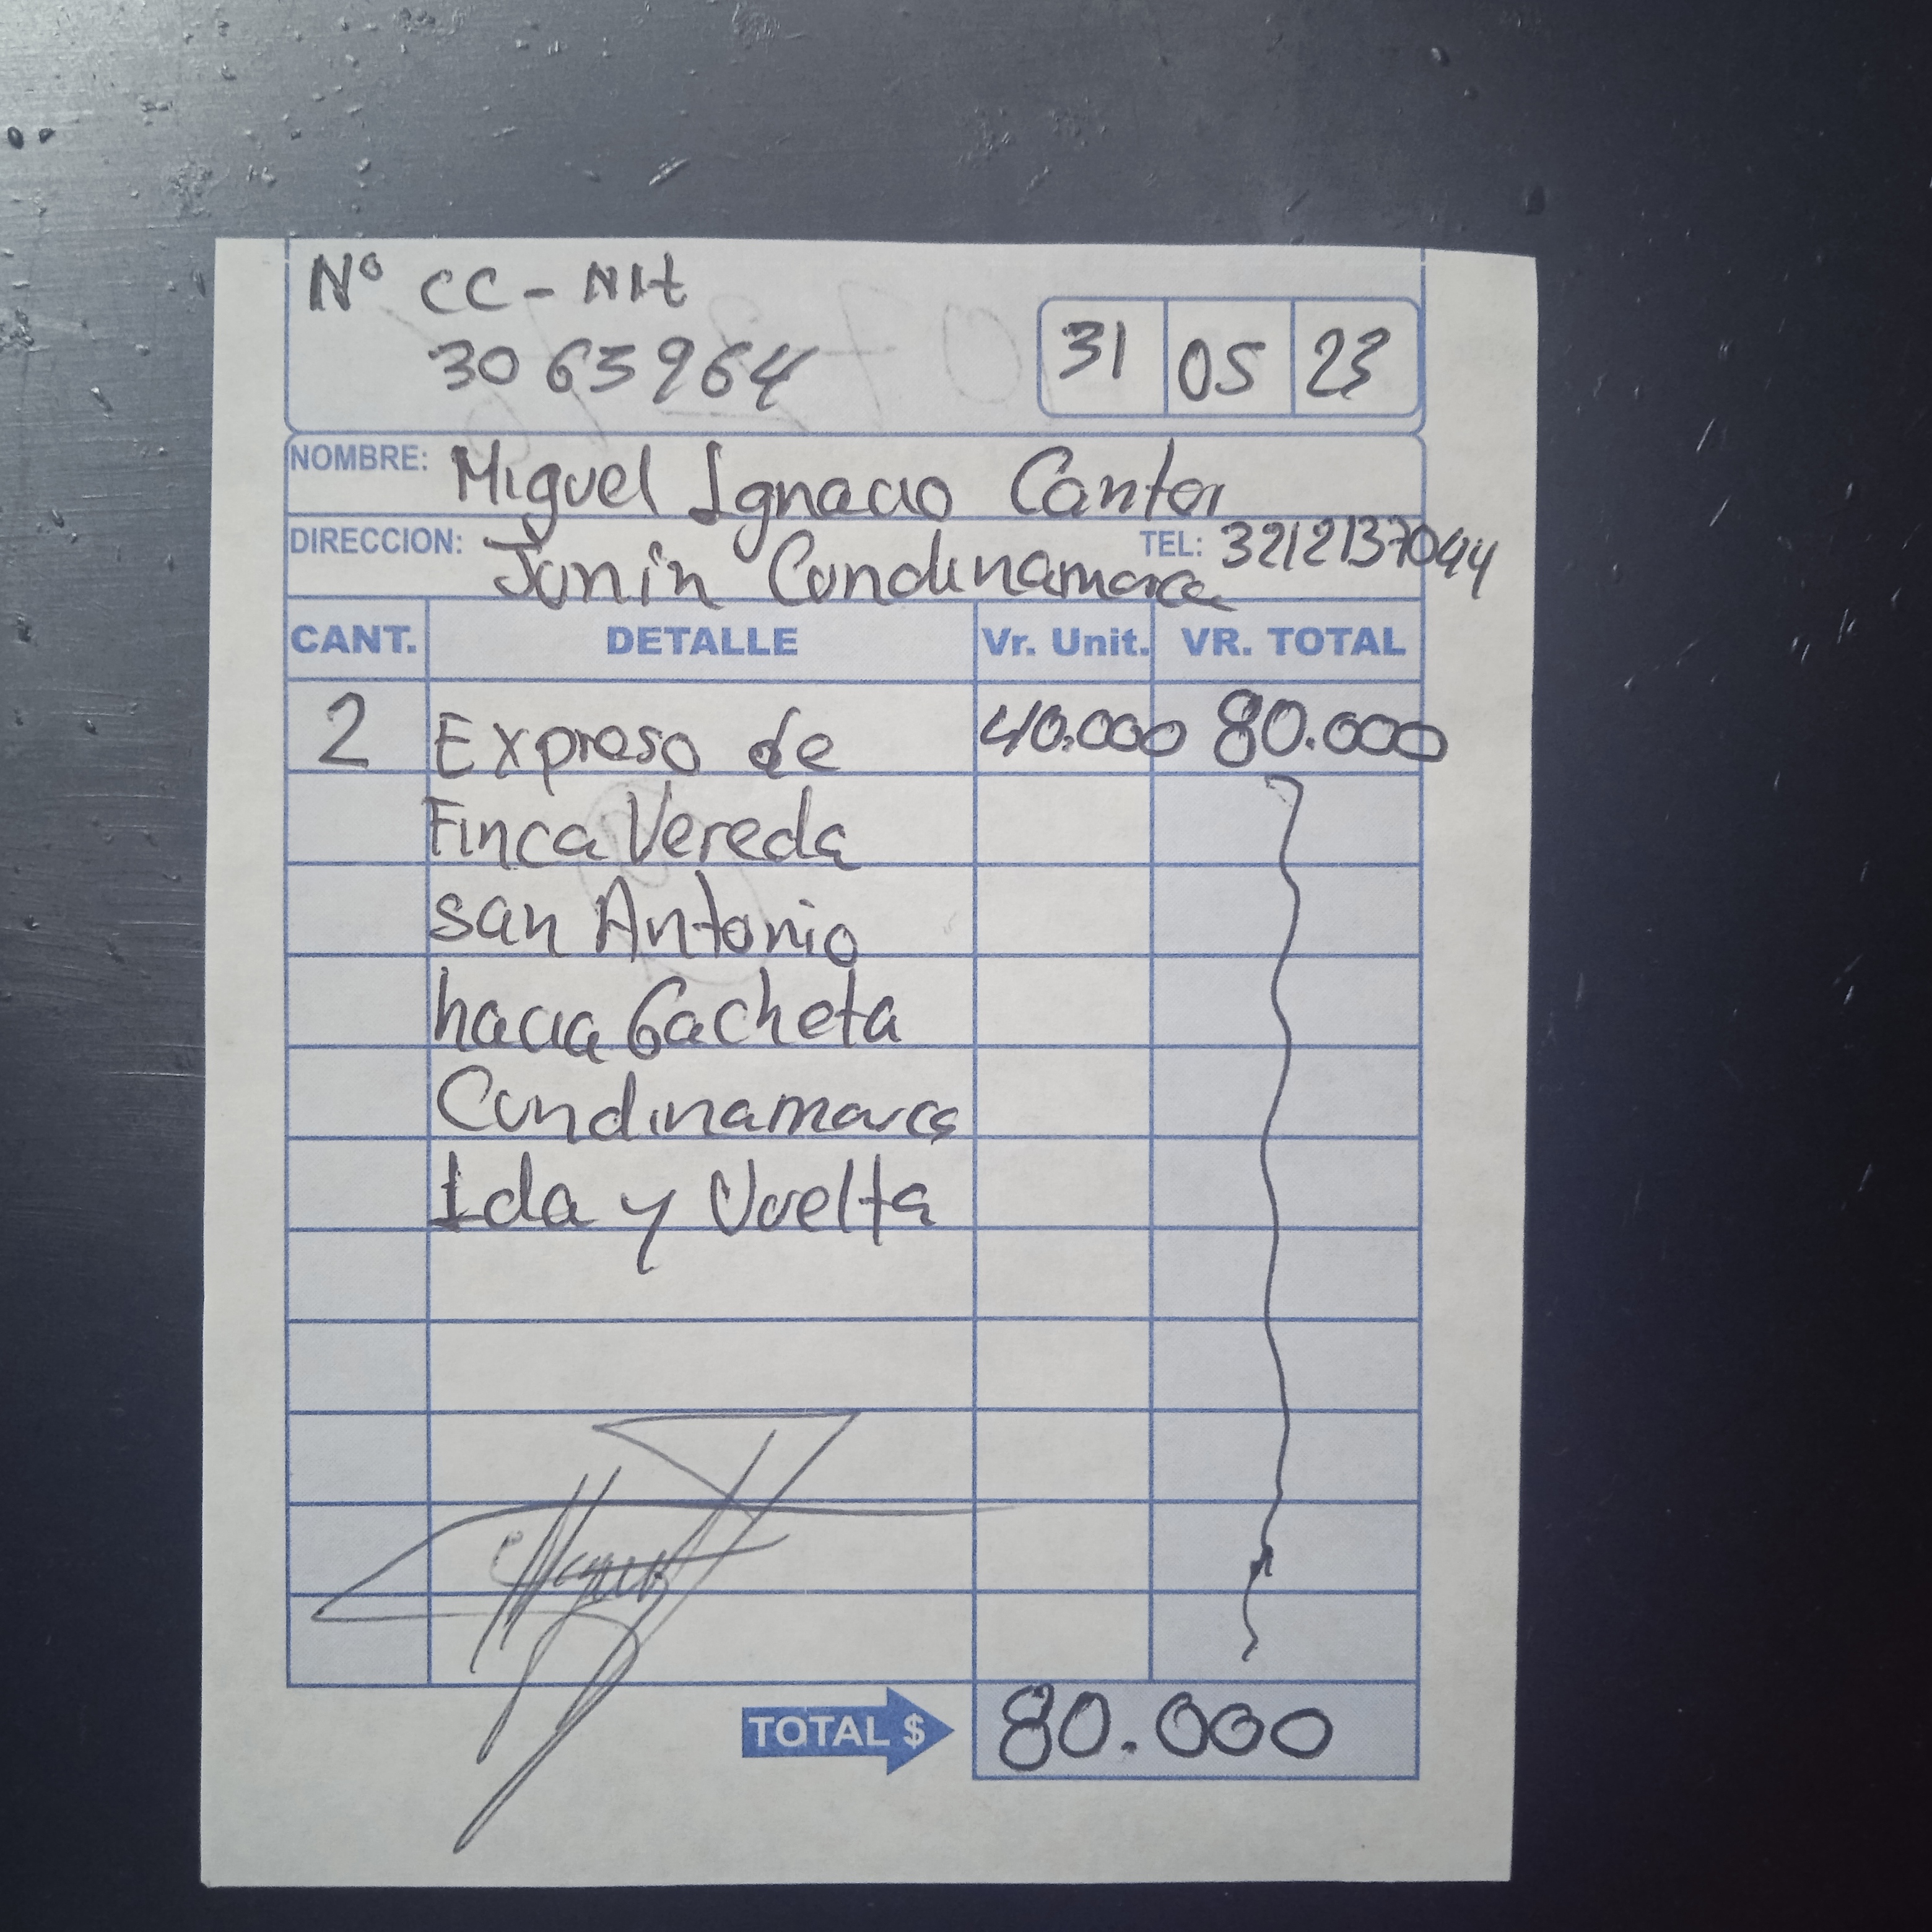 Nº CC - Nit
30 63964
31 05 23
NOMBRE: Miguel Ignacio Cantor
DIRECCION: Junin Cundinamarca TEL: 3212137044
CANT. DETALLE Vr. Unit. VR. TOTAL
2 Expreso de 40.000 80.000
Finca Vereda
san Antonio
hacia Gacheta
Cundinamarca
Ida y Vuelta
TOTAL $ 80.000